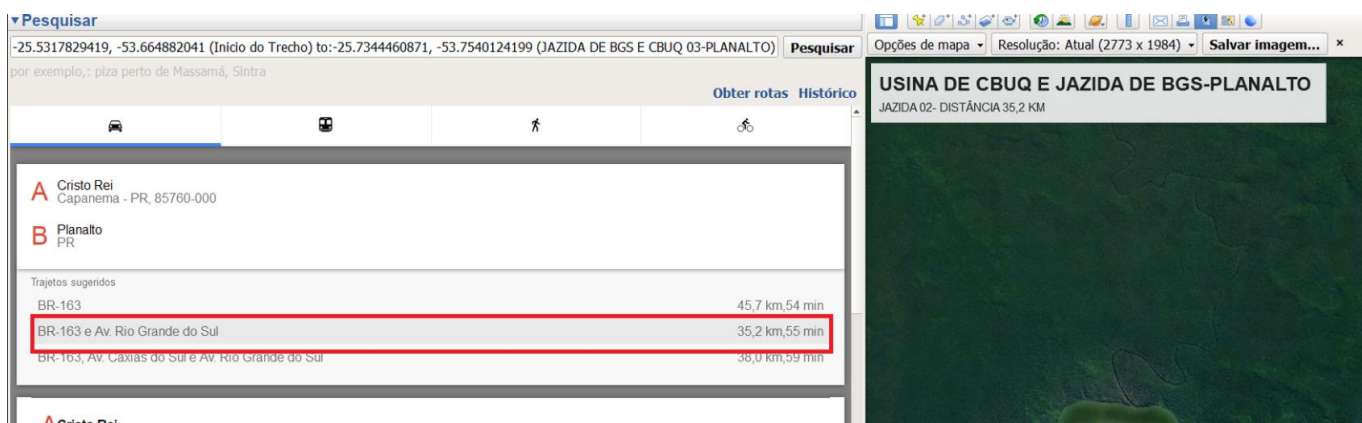 ▾Pesquisar
-25.5317829419, -53.664882041 (Inicio do Trecho) to:-25.7344460871, -53.7540124199 (JAZIDA DE BGS E CBUQ 03-PLANALTO) Pesquisar
por exemplo,: piza perto de Massamá, Sintra
Obter rotas Histórico
A Cristo Rei
Capanema - PR, 85760-000
B Planalto
PR
Trajetos sugeridos
BR-163 45,7 km,54 min
BR-163 e Av. Rio Grande do Sul 35,2 km,55 min
BR-163, Av. Caxias do Sul e Av. Rio Grande do Sul 38,0 km,59 min
A Cristo Rei
Opções de mapa Resolução: Atual (2773 x 1984) Salvar imagem... ×
USINA DE CBUQ E JAZIDA DE BGS-PLANALTO
JAZIDA 02- DISTÂNCIA 35,2 KM